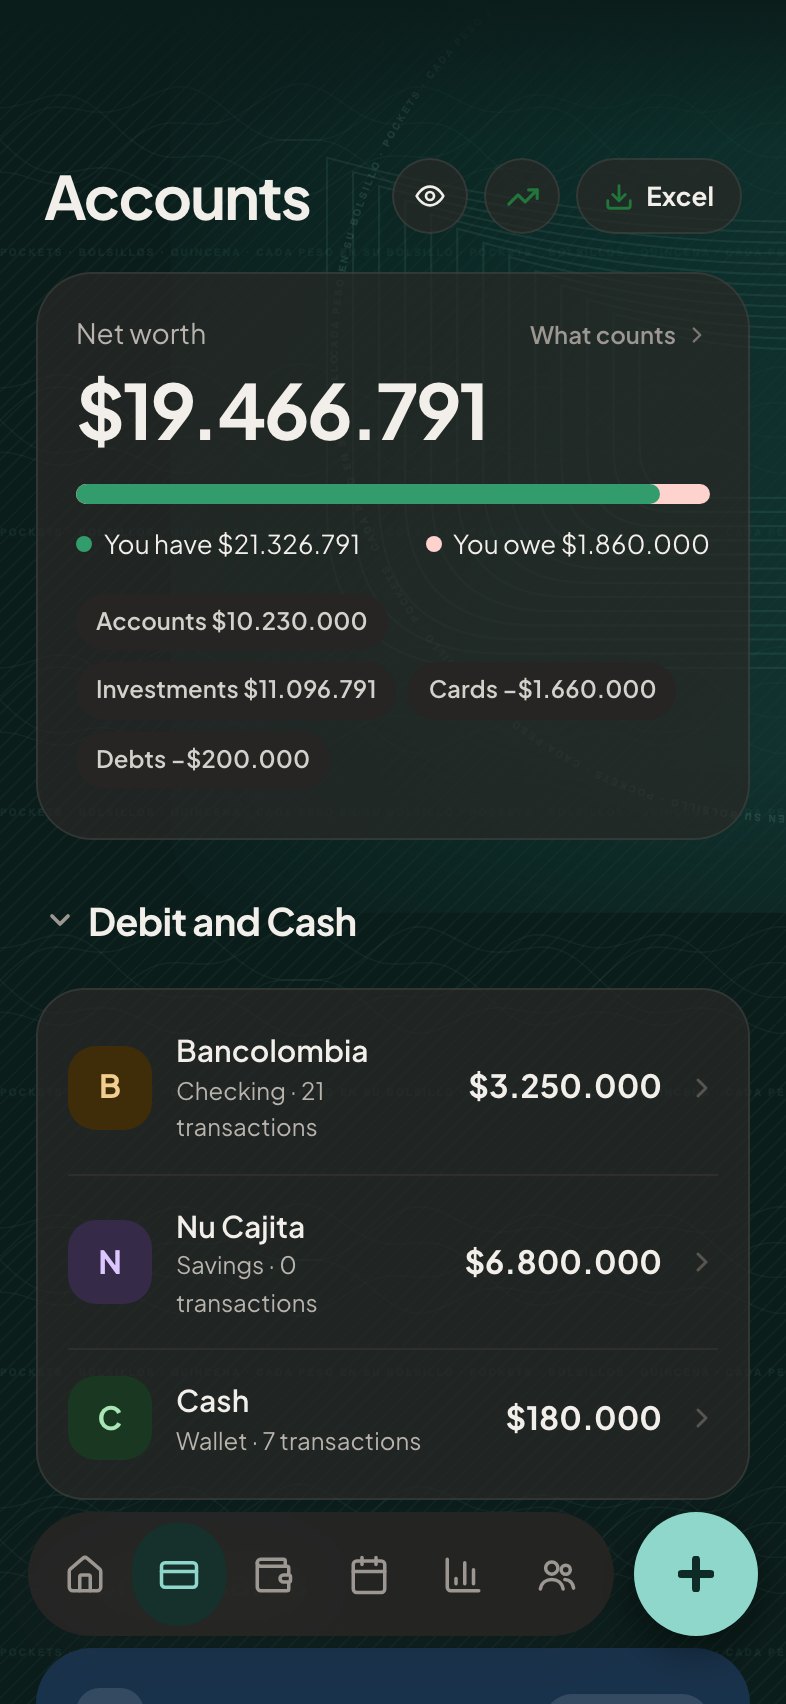 Accounts
Excel
Net worth
What counts
$19.466.791
You have $21.326.791
You owe $1.860.000
Accounts $10.230.000
Investments $11.096.791
Cards –$1.660.000
Debts –$200.000
Debit and Cash
B
Bancolombia
Checking · 21
transactions
$3.250.000
N
Nu Cajita
Savings · 0
transactions
$6.800.000
C
Cash
Wallet · 7 transactions
$180.000